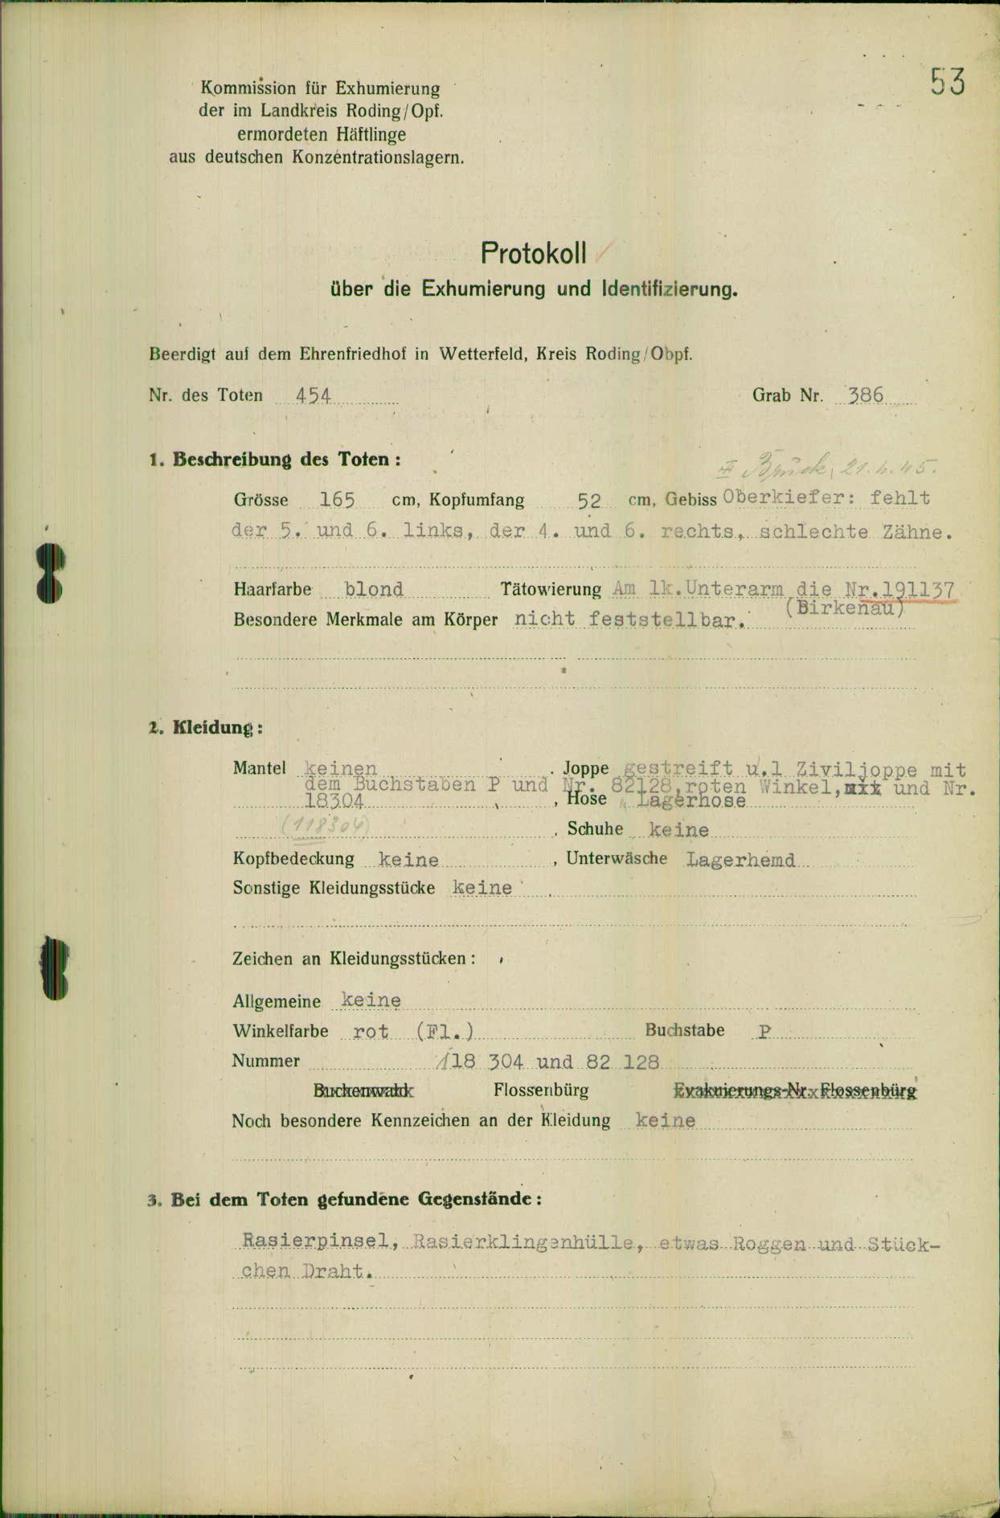 53
Kommission für Exhumierung
der im Landkreis Roding/Opf.
ermordeten Häftlinge
aus deutschen Konzentrationslagern.
Protokoll
über die Exhumierung und Identifizierung.
Beerdigt auf dem Ehrenfriedhof in Wetterfeld, Kreis Roding/Obpf.
Nr. des Toten 454 Grab Nr. 386
1. Beschreibung des Toten:
21.4.45.
Grösse 165 cm, Kopfumfang 52 cm, Gebiss Oberkiefer: fehlt
der 5. und 6. links, der 4. und 6. rechts, schlechte Zähne.
Haarfarbe blond Tätowierung Am lk.Unterarm die Nr.191137
(Birkenau)
Besondere Merkmale am Körper nicht feststellbar.
2. Kleidung:
Mantel keinen . Joppe gestreift u.1 Ziviljoppe mit
dem Buchstaben P und Nr. 82128,roten Winkel, und Nr.
18304 , Hose Lagerhose
(118304) , Schuhe keine
Kopfbedeckung keine , Unterwäsche Lagerhemd
Sonstige Kleidungsstücke keine
Zeichen an Kleidungsstücken:
Allgemeine keine
Winkelfarbe rot (Fl.) Buchstabe P
Nummer 118 304 und 82 128
Buchenwald Flossenbürg Evakuierungs-Nr. Flossenbürg
Noch besondere Kennzeichen an der Kleidung keine
3. Bei dem Toten gefundene Gegenstände:
Rasierpinsel, Rasierklingenhülle, etwas Roggen und Stück-
chen Draht.